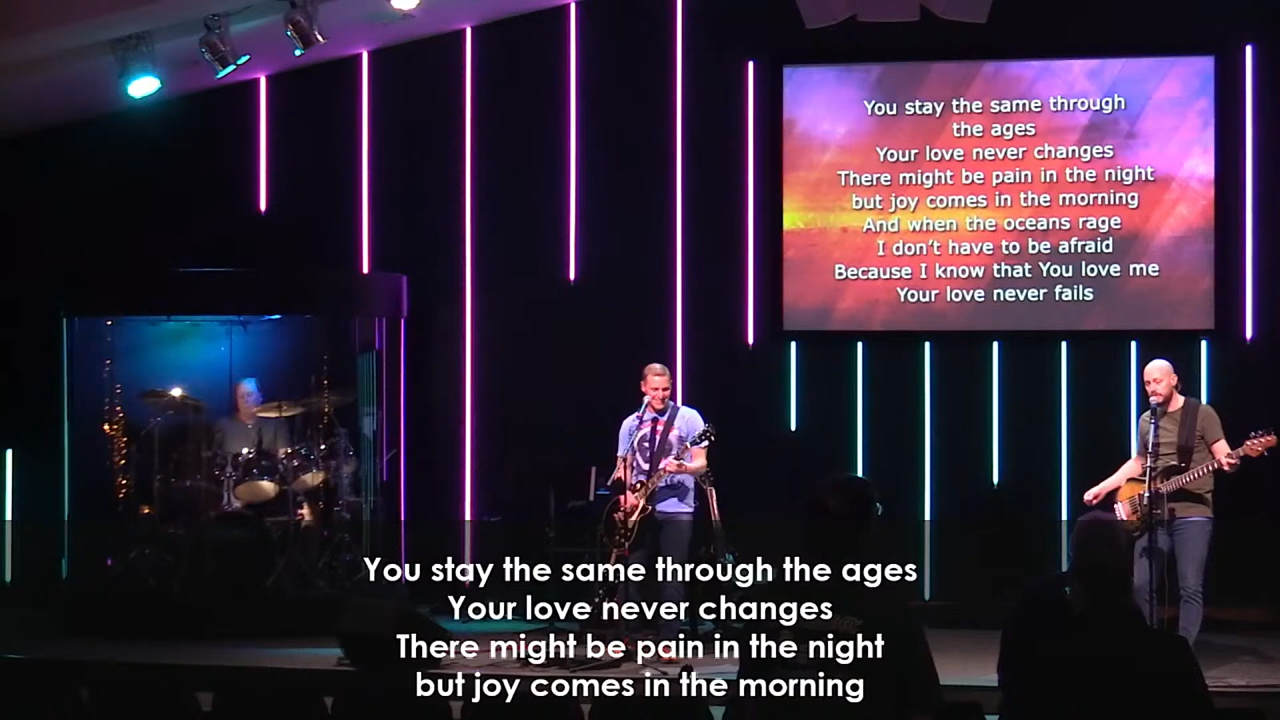 You stay the same through
the ages
Your love never changes
There might be pain in the night
but joy comes in the morning
And when the oceans rage
I don't have to be afraid
Because I know that You love me
Your love never fails
You stay the same through the ages
Your love never changes
There might be pain in the night
but joy comes in the morning